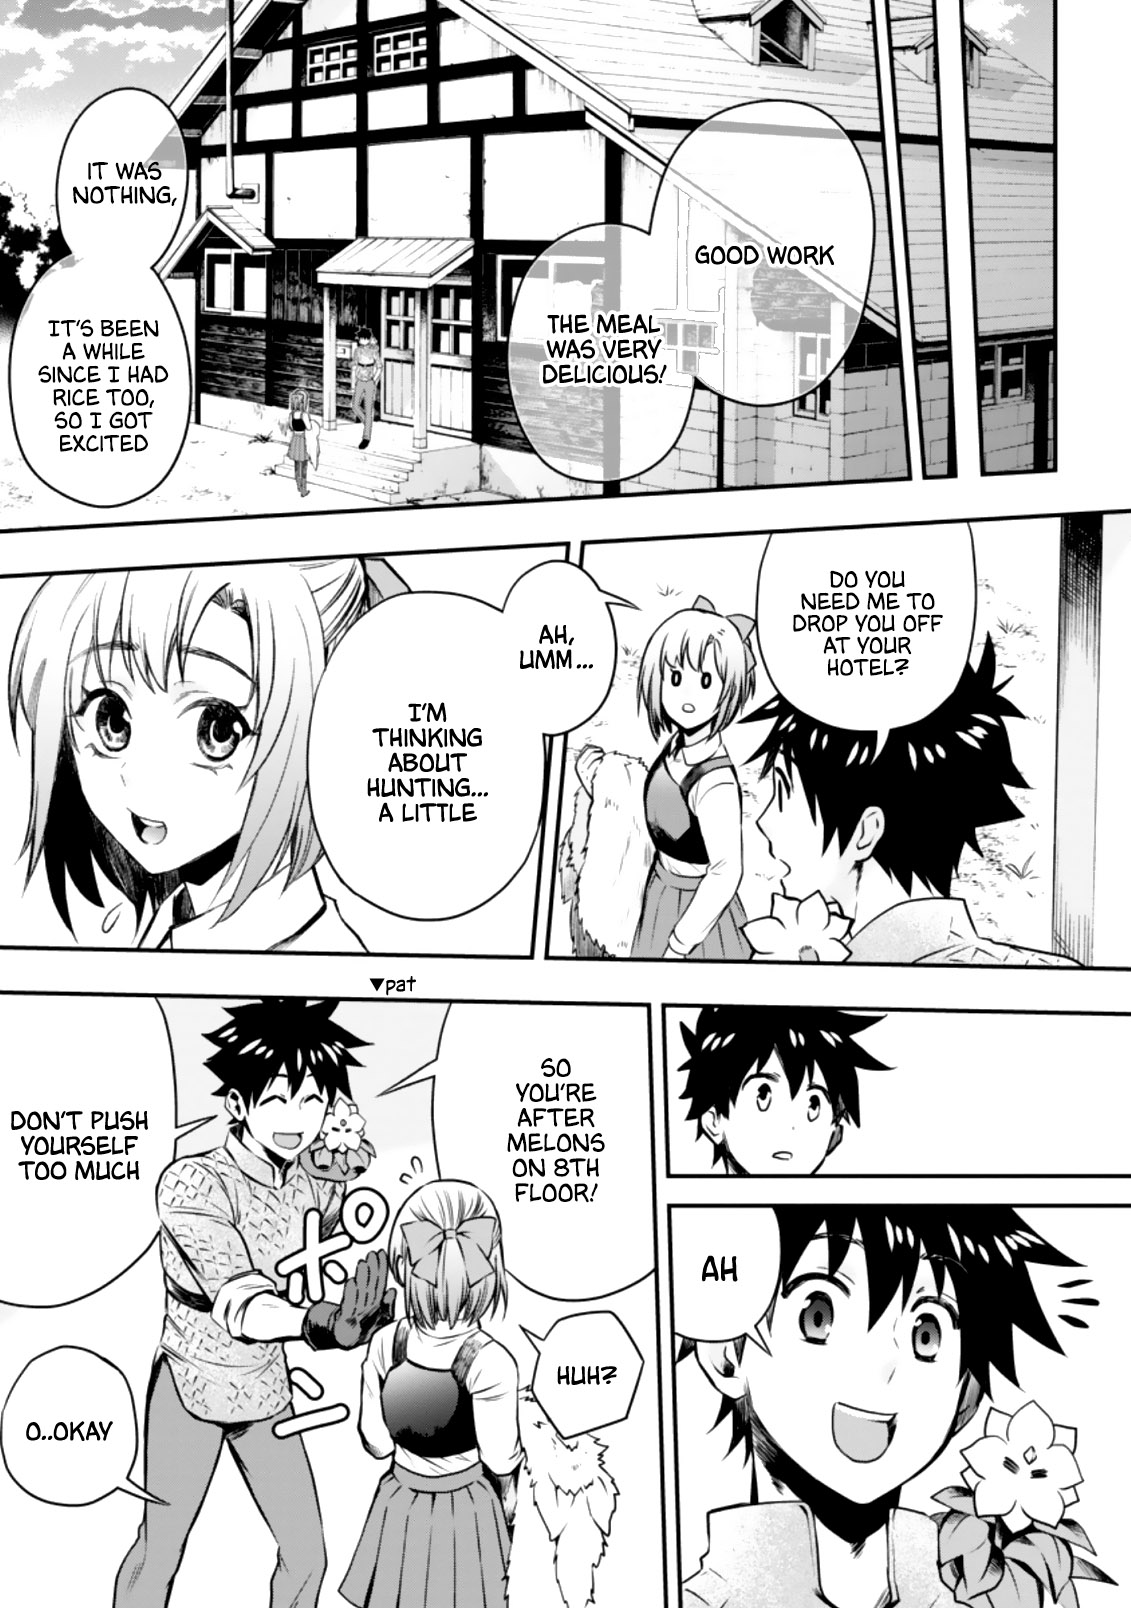 GOOD WORK
THE MEAL
WAS VERY
DELICIOUS!
IT WAS
NOTHING,
IT'S BEEN
A WHILE
SINCE I HAD
RICE TOO,
SO I GOT
EXCITED
DO YOU
NEED ME TO
DROP YOU OFF
AT YOUR
HOTEL?
AH,
UMM...
I'M
THINKING
ABOUT
HUNTING...
A LITTLE
AH
SO
YOU'RE
AFTER
MELONS
ON 8TH
FLOOR!
▼pat
ポン
HUH?
DON'T PUSH
YOURSELF
TOO MUCH
O..OKAY